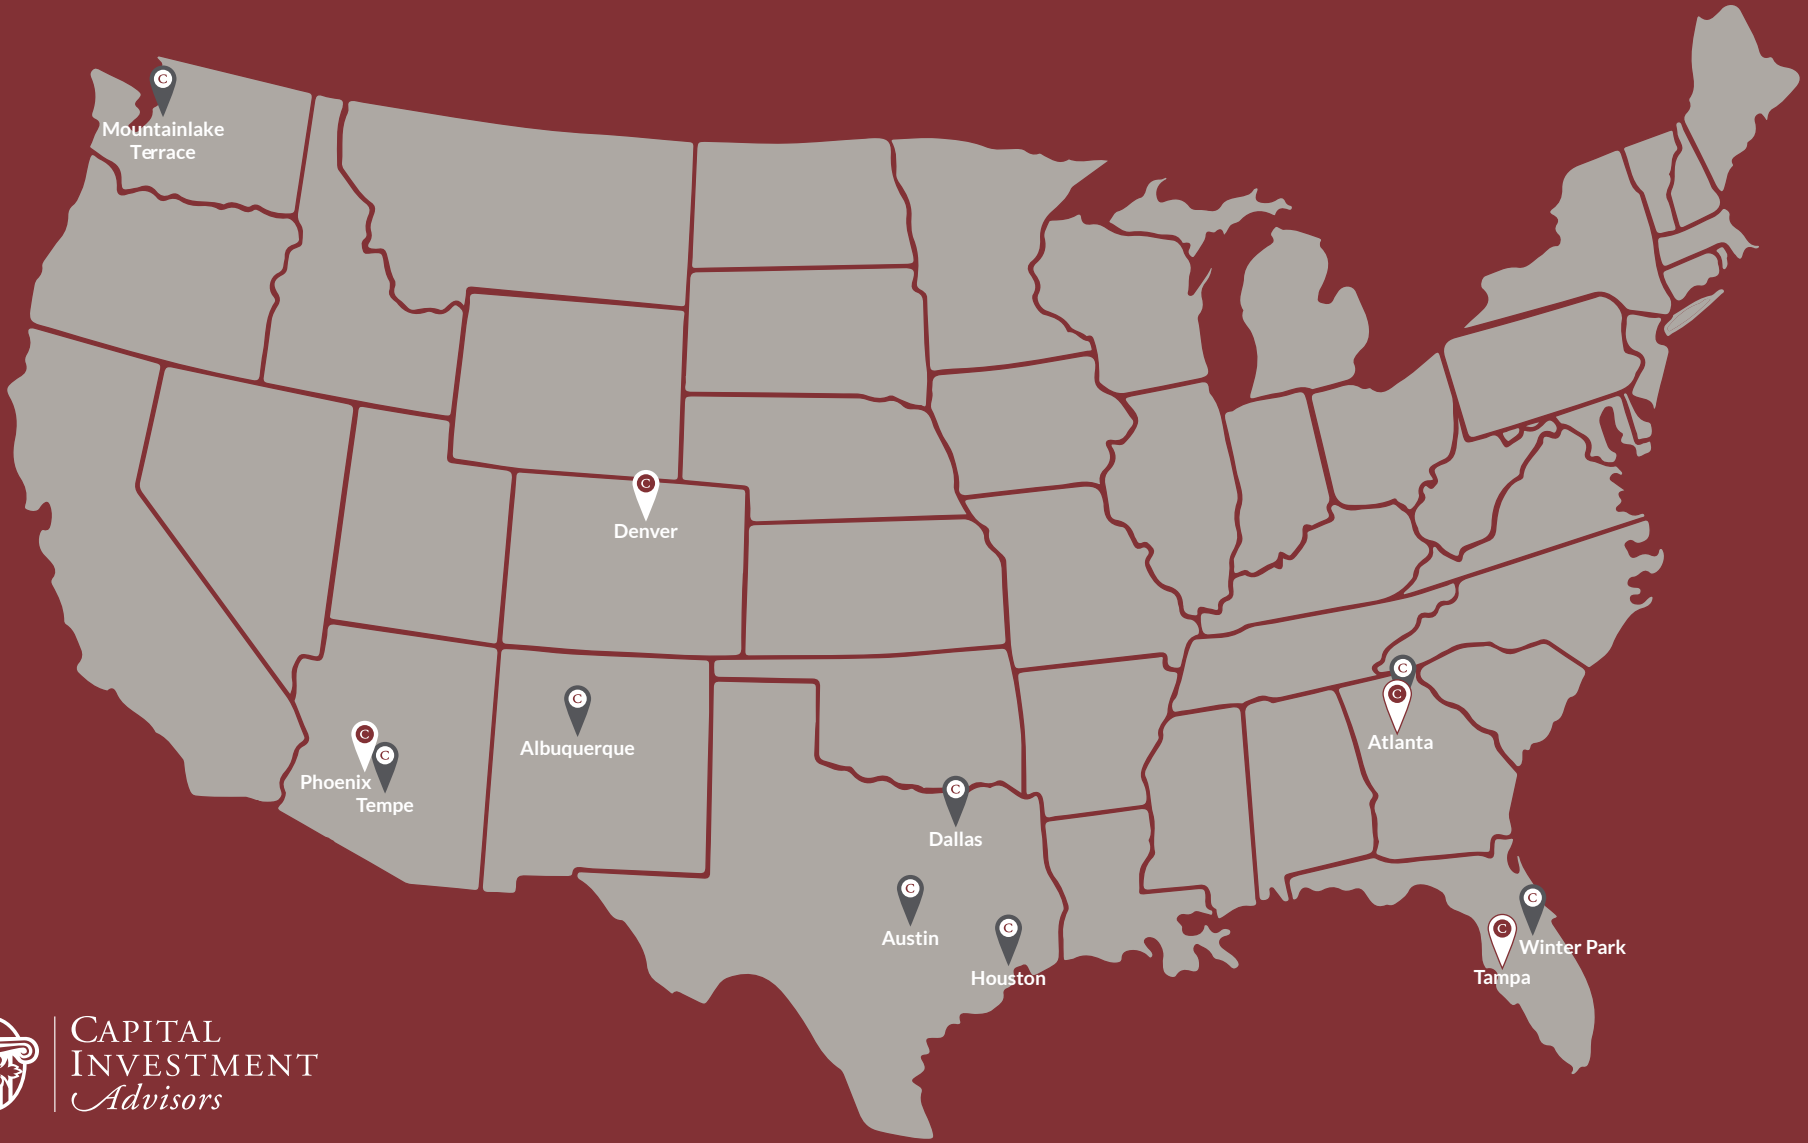 C
Mountainlake
Terrace
C
Denver
C
Albuquerque
C
Phoenix
C
Tempe
C
C
Atlanta
C
Dallas
C
Austin
C
Houston
C
Winter Park
C
Tampa
CAPITAL
INVESTMENT
Advisors